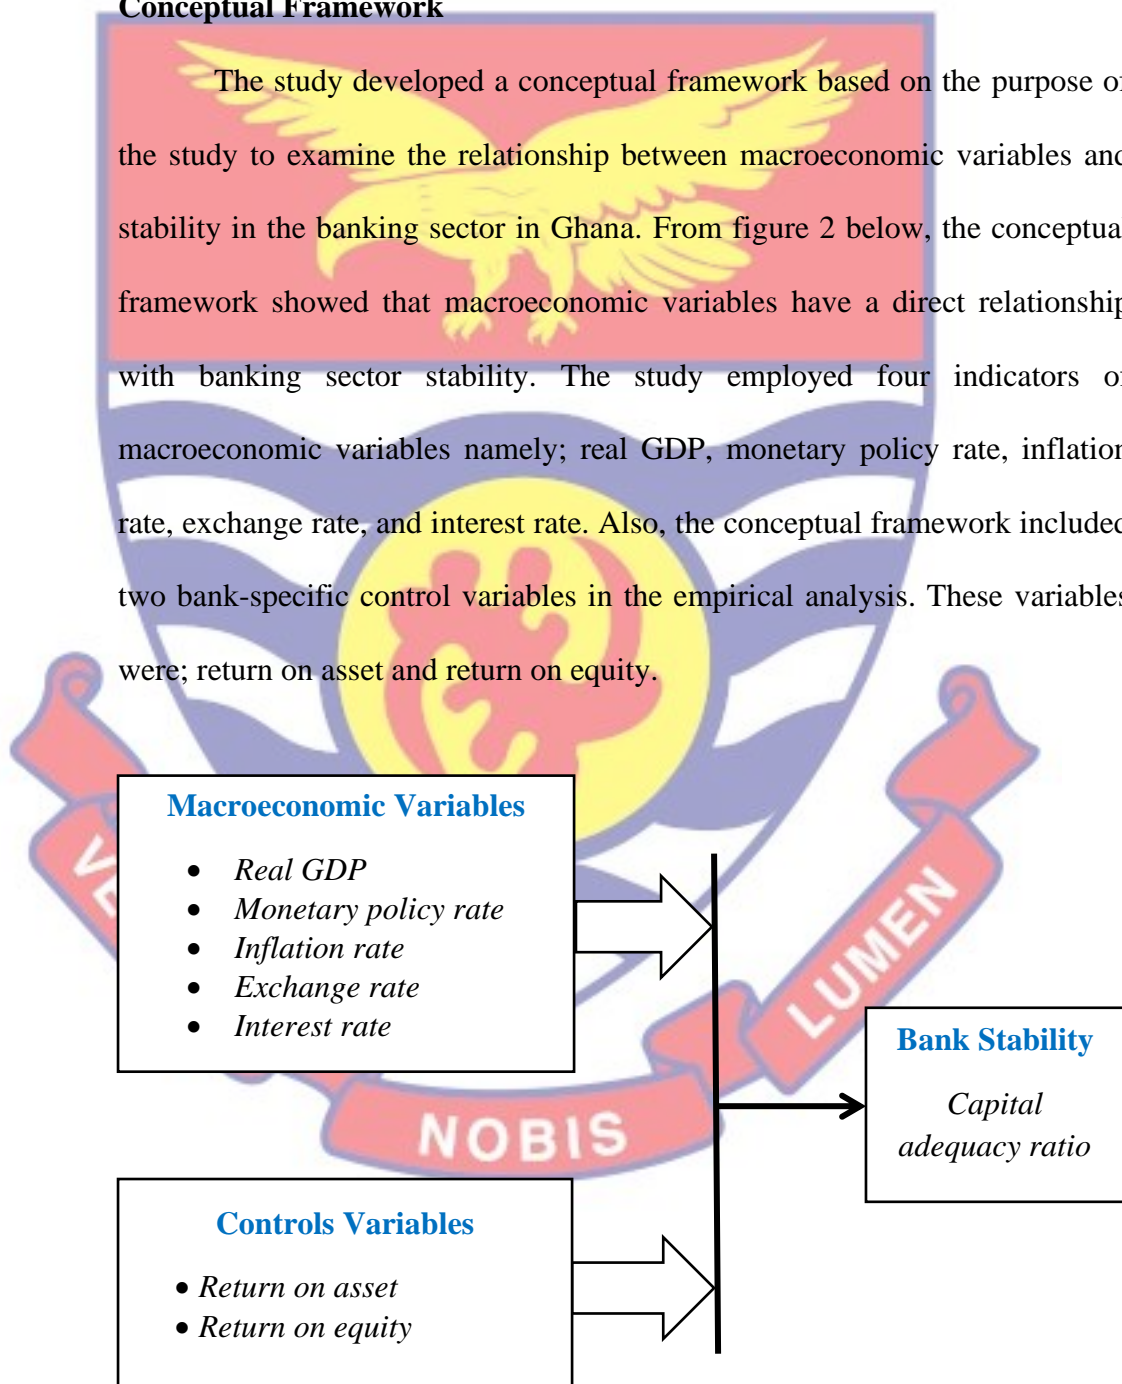 Conceptual Framework
The study developed a conceptual framework based on the purpose of
the study to examine the relationship between macroeconomic variables and
stability in the banking sector in Ghana. From figure 2 below, the conceptual
framework showed that macroeconomic variables have a direct relationship
with banking sector stability. The study employed four indicators of
macroeconomic variables namely; real GDP, monetary policy rate, inflation
rate, exchange rate, and interest rate. Also, the conceptual framework included
two bank-specific control variables in the empirical analysis. These variables
were; return on asset and return on equity.
Macroeconomic Variables
• Real GDP
• Monetary policy rate
• Inflation rate
• Exchange rate
• Interest rate
LUMEN
Bank Stability
Capital
adequacy ratio
NOBIS
Controls Variables
• Return on asset
• Return on equity